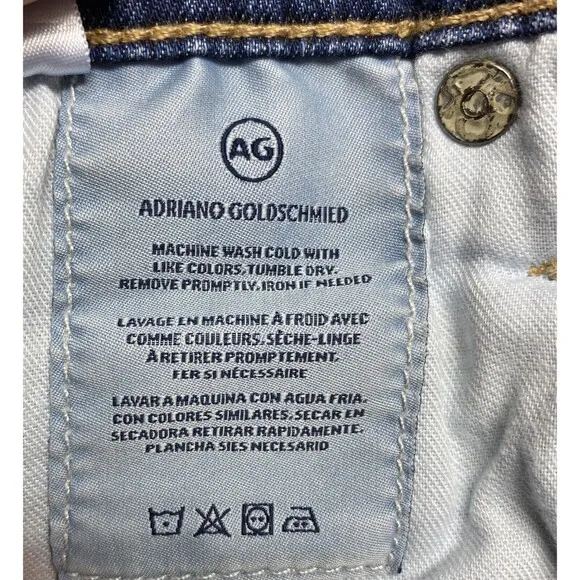 AG
ADRIANO GOLDSCHMIED
MACHINE WASH COLD WITH
LIKE COLORS, TUMBLE DRY.
REMOVE PROMPTLY, IRON IF NEEDED
LAVAGE EN MACHINE À FROID AVEC
COMME COULEURS, SÈCHE-LINGE
À RETIRER PROMPTEMENT,
FER SI NÉCESSAIRE
LAVAR A MAQUINA CON AGUA FRIA,
CON COLORES SIMILARES, SECAR EN
SECADORA RETIRAR RAPIDAMENTE,
PLANCHA SIES NECESARIO